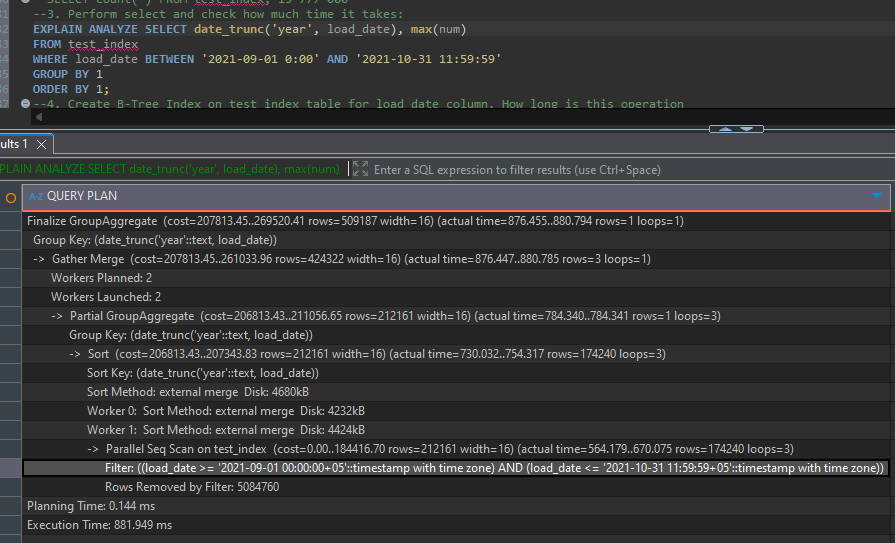 --3. Perform select and check how much time it takes:
32 EXPLAIN ANALYZE SELECT date_trunc('year', load_date), max(num)
FROM test_index
WHERE load_date BETWEEN '2021-09-01 0:00' AND '2021-10-31 11:59:59'
GROUP BY 1
ORDER BY 1;
--4. Create B-Tree Index on test index table for load date column. How long is this operation
ults 1
PLAIN ANALYZE SELECT date_trunc('year', load_date), max(num) Enter a SQL expression to filter results (use Ctrl+Space)
A-Z QUERY PLAN
Finalize GroupAggregate (cost=207813.45..269520.41 rows=509187 width=16) (actual time=876.455..880.794 rows=1 loops=1)
Group Key: (date_trunc('year'::text, load_date))
-> Gather Merge (cost=207813.45..261033.96 rows=424322 width=16) (actual time=876.447..880.785 rows=3 loops=1)
Workers Planned: 2
Workers Launched: 2
-> Partial GroupAggregate (cost=206813.43..211056.65 rows=212161 width=16) (actual time=784.340..784.341 rows=1 loops=3)
Group Key: (date_trunc('year'::text, load_date))
-> Sort (cost=206813.43..207343.83 rows=212161 width=16) (actual time=730.032..754.317 rows=174240 loops=3)
Sort Key: (date_trunc('year'::text, load_date))
Sort Method: external merge Disk: 4680kB
Worker 0: Sort Method: external merge Disk: 4232kB
Worker 1: Sort Method: external merge Disk: 4424kB
-> Parallel Seq Scan on test_index (cost=0.00..184416.70 rows=212161 width=16) (actual time=564.179..670.075 rows=174240 loops=3)
Filter: ((load_date >= '2021-09-01 00:00:00+05'::timestamp with time zone) AND (load_date <= '2021-10-31 11:59:59+05'::timestamp with time zone))
Rows Removed by Filter: 5084760
Planning Time: 0.144 ms
Execution Time: 881.949 ms